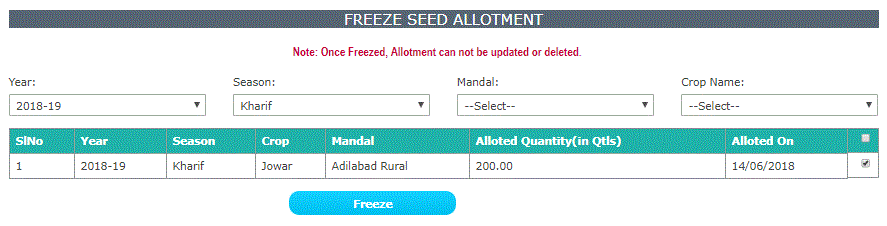 FREEZE SEED ALLOTMENT
Note: Once Freezed, Allotment can not be updated or deleted.
Year: Season: Mandal: Crop Name:
2018-19 Kharif --Select-- --Select--
SlNo Year Season Crop Mandal Alloted Quantity(in Qtls) Alloted On
1 2018-19 Kharif Jowar Adilabad Rural 200.00 14/06/2018
Freeze